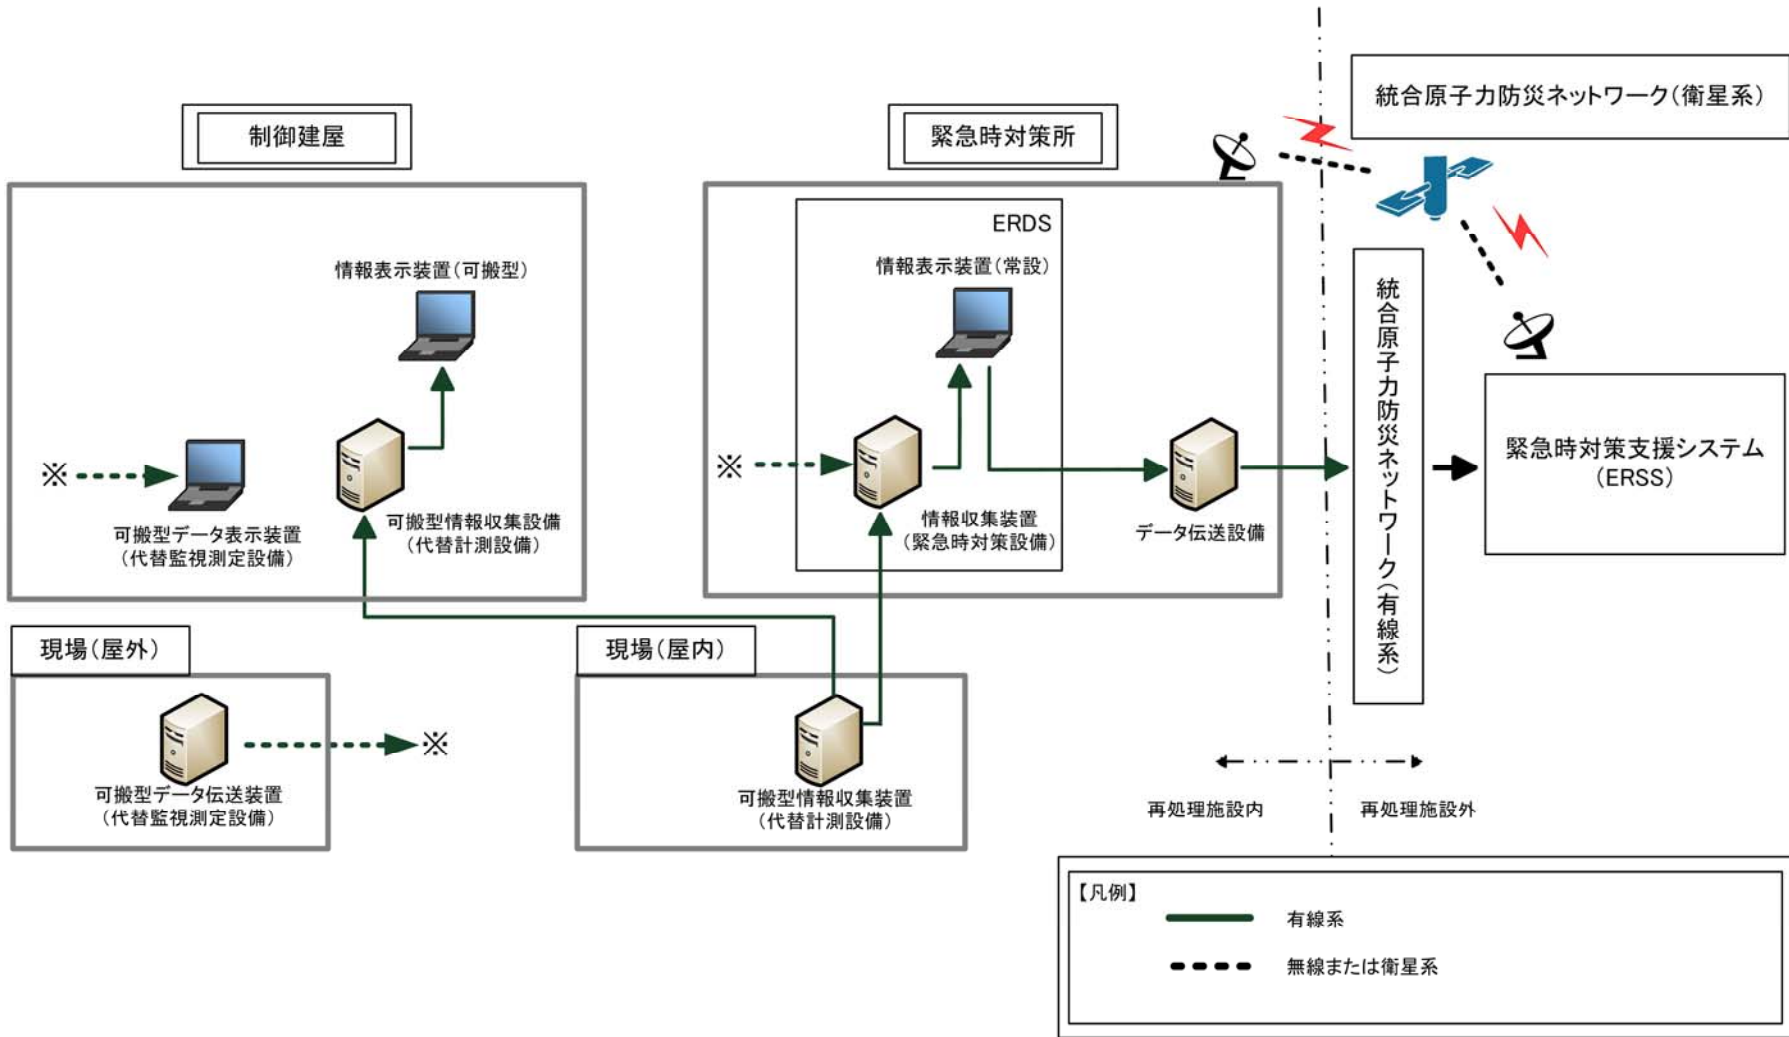 制御建屋
緊急時対策所
統合原子力防災ネットワーク(衛星系)
ERDS
情報表示装置(可搬型)
情報表示装置(常設)
※
可搬型データ表示装置
(代替監視測定設備)
可搬型情報収集設備
(代替計測設備)
※
情報収集装置
(緊急時対策設備)
データ伝送設備
統合原子力防災ネットワーク(有線系)
緊急時対策支援システム
(ERSS)
現場(屋外)
※
可搬型データ伝送装置
(代替監視測定設備)
現場(屋内)
可搬型情報収集装置
(代替計測設備)
再処理施設内
再処理施設外
【凡例】
有線系
無線または衛星系